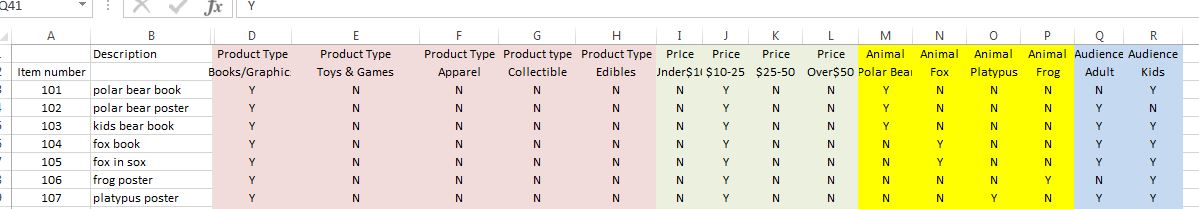 Q41 fx Y
A B D E F G H I J K L M N O P Q R
Description Product Type Product Type Product type Product type Product Type Price Price Price Price Animal Animal Animal Animal Audience Audience
Item number Books/Graphic Toys & Games Apparel Collectible Edibles $10-25 $25-50 Over$50 Polar Bear Fox Platypus Frog Adult Kids
101 polar bear book Y N N N N N Y N N Y N N N N Y
102 polar bear poster Y N N N N N Y N N Y N N N Y N
103 kids bear book Y N N N N N Y N N Y N N N Y Y
104 fox book Y N N N N N Y N N N Y N N Y Y
105 fox in sox Y N N N N N Y N N N Y N N Y Y
106 frog poster Y N N N N N Y N N N N N Y N Y
107 platypus poster Y N N N N N Y N N N N Y N Y Y